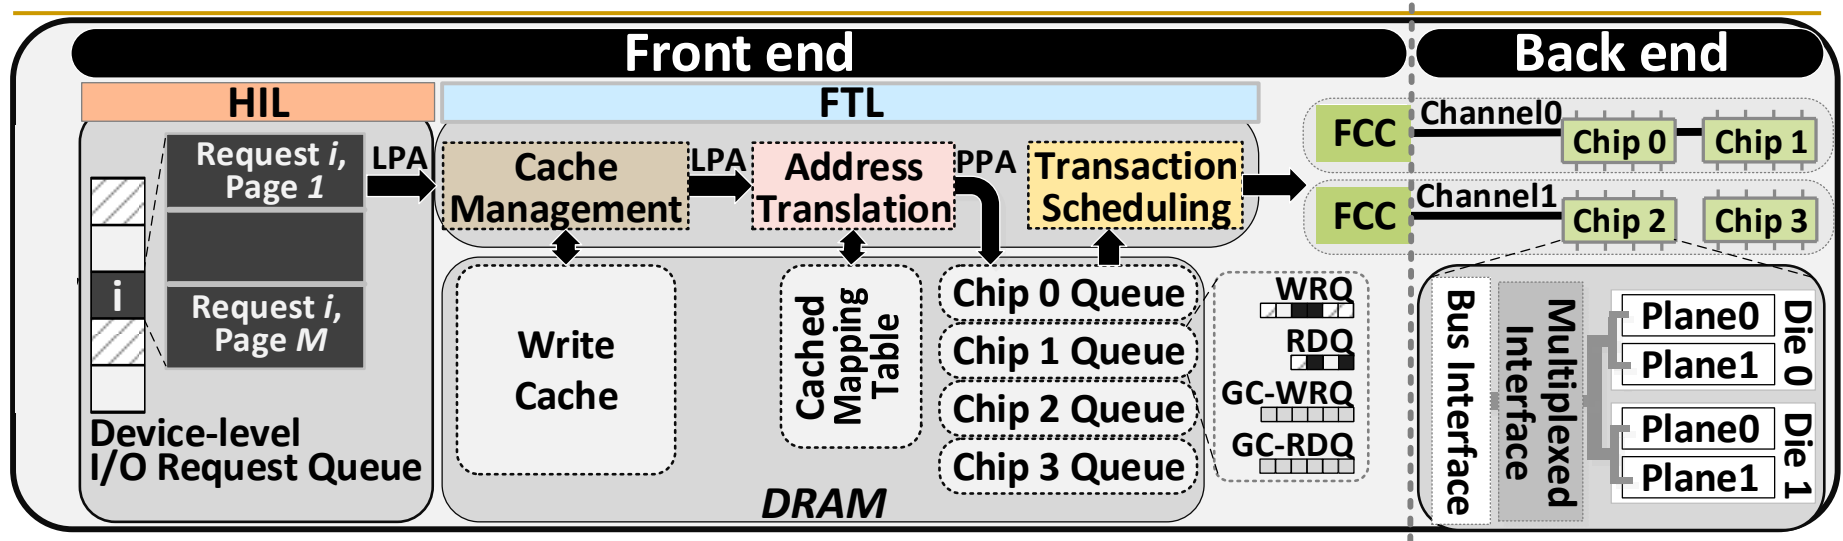 Front end
Back end
HIL
FTL
Request i,
Page 1
Request i,
Page M
i
Device-level
I/O Request Queue
LPA
Cache
Management
LPA
Address
Translation
PPA
Transaction
Scheduling
Write
Cache
Cached
Mapping
Table
Chip 0 Queue
Chip 1 Queue
Chip 2 Queue
Chip 3 Queue
DRAM
WRQ
RDQ
GC-WRQ
GC-RDQ
FCC
Channel0
Chip 0
Chip 1
FCC
Channel1
Chip 2
Chip 3
Bus Interface
Multiplexed
Interface
Plane0
Plane1
Die 0
Plane0
Plane1
Die 1